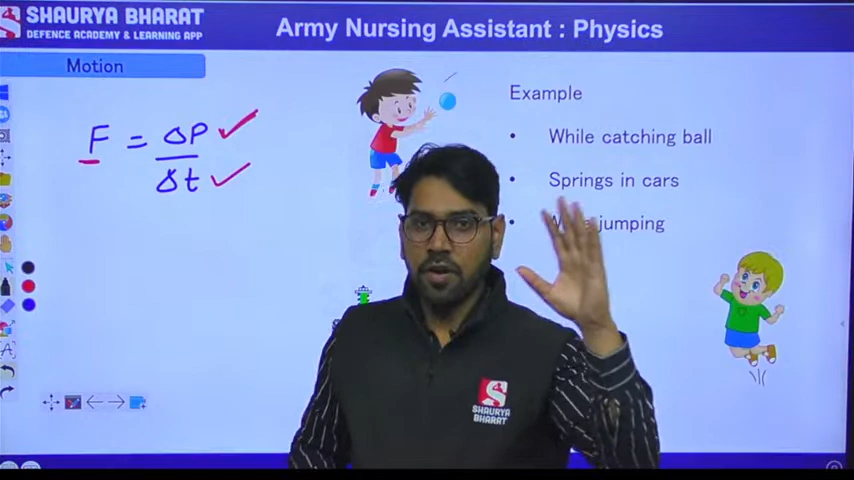 SHAURYA BHARAT
DEFENCE ACADEMY & LEARNING APP
Army Nursing Assistant : Physics
Motion
F = ΔP
Δt
Example
• While catching ball
• Springs in cars
• jumping
S
SHAURYA
BHARAT